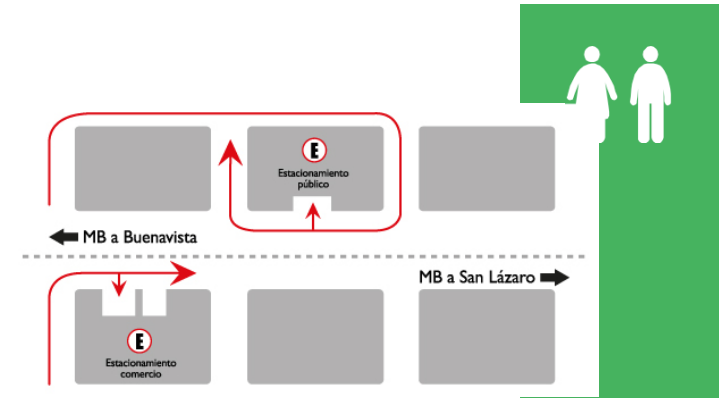 E
Estacionamiento
público
MB a Buenavista
MB a San Lázaro
E
Estacionamiento
comercio